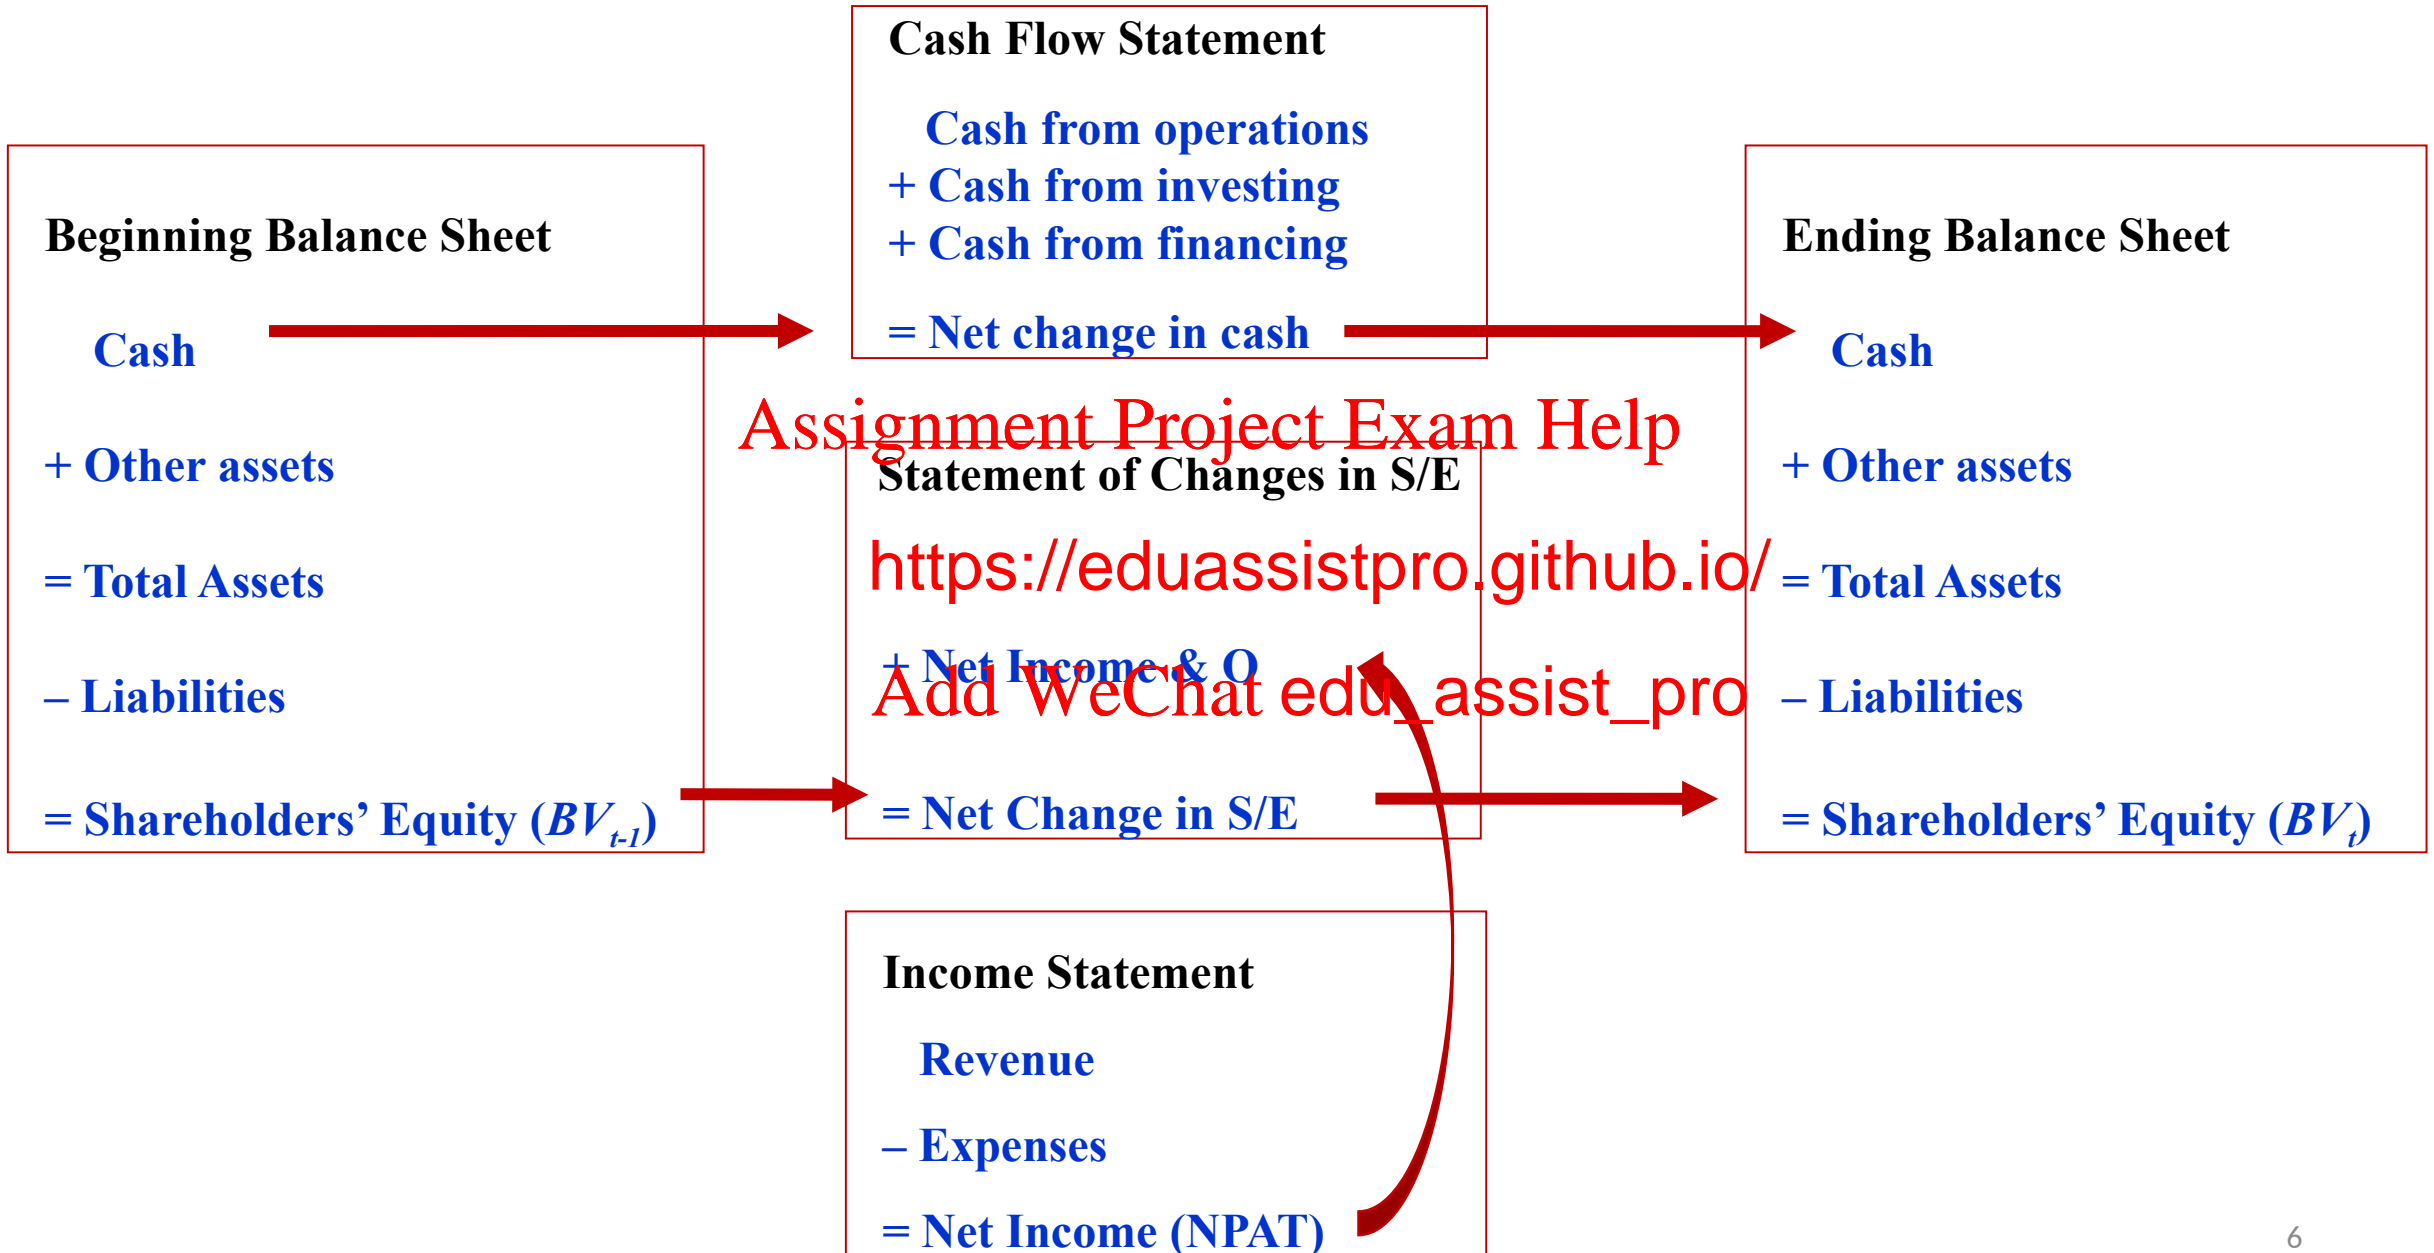 Cash Flow Statement
Cash from operations
+ Cash from investing
+ Cash from financing
= Net change in cash
Beginning Balance Sheet
Cash
+ Other assets
= Total Assets
– Liabilities
= Shareholders’ Equity (BVt-1)
Assignment Project Exam Help
Statement of Changes in S/E
https://eduassistpro.github.io/
+ Net Income & O
Add WeChat edu_assist_pro
= Net Change in S/E
Income Statement
Revenue
– Expenses
= Net Income (NPAT)
Ending Balance Sheet
Cash
+ Other assets
= Total Assets
– Liabilities
= Shareholders’ Equity (BVt)
6